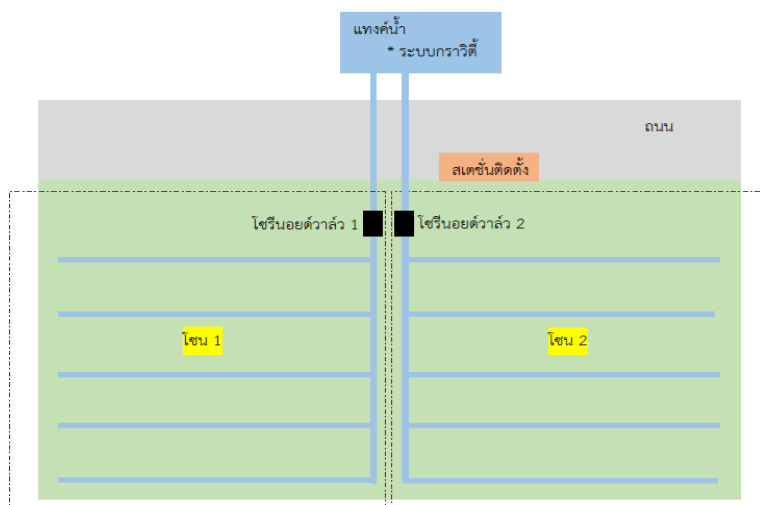 แทงค์น้ำ
* ระบบกราวิตี้
ถนน
สเตชั่นติดตั้ง
โซรีนอยด์วาล์ว 1
โซรีนอยด์วาล์ว 2
โซน 1
โซน 2